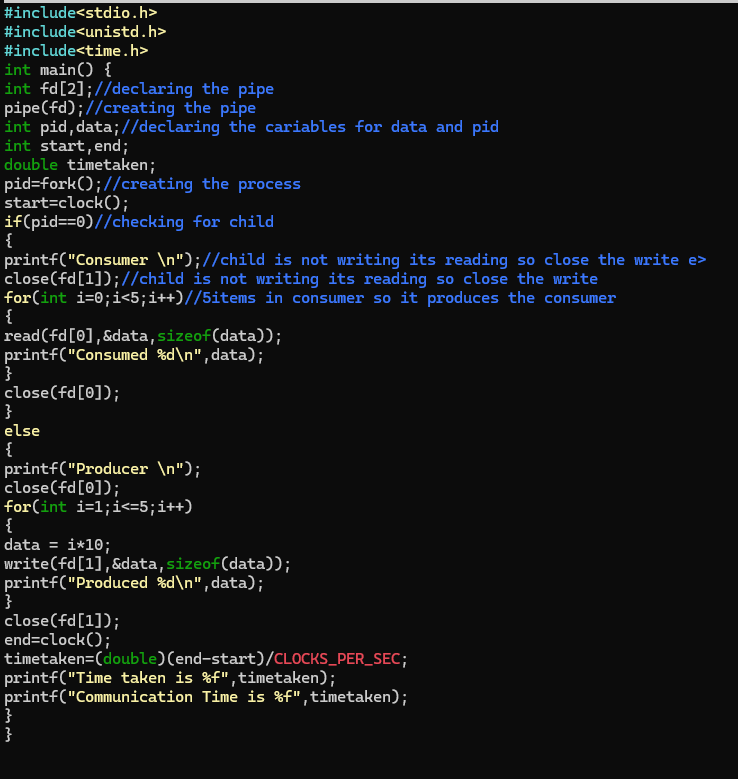 #include<stdio.h>
#include<unistd.h>
#include<time.h>
int main() {
int fd[2];//declaring the pipe
pipe(fd);//creating the pipe
int pid,data;//declaring the cariables for data and pid
int start,end;
double timetaken;
pid=fork();//creating the process
start=clock();
if(pid==0)//checking for child
{
printf("Consumer \n");//child is not writing its reading so close the write e>
close(fd[1]);//child is not writing its reading so close the write
for(int i=0;i<5;i++)//5items in consumer so it produces the consumer
{
read(fd[0],&data,sizeof(data));
printf("Consumed %d\n",data);
}
close(fd[0]);
}
else
{
printf("Producer \n");
close(fd[0]);
for(int i=1;i<=5;i++)
{
data = i*10;
write(fd[1],&data,sizeof(data));
printf("Produced %d\n",data);
}
close(fd[1]);
end=clock();
timetaken=(double)(end-start)/CLOCKS_PER_SEC;
printf("Time taken is %f",timetaken);
printf("Communication Time is %f",timetaken);
}
}